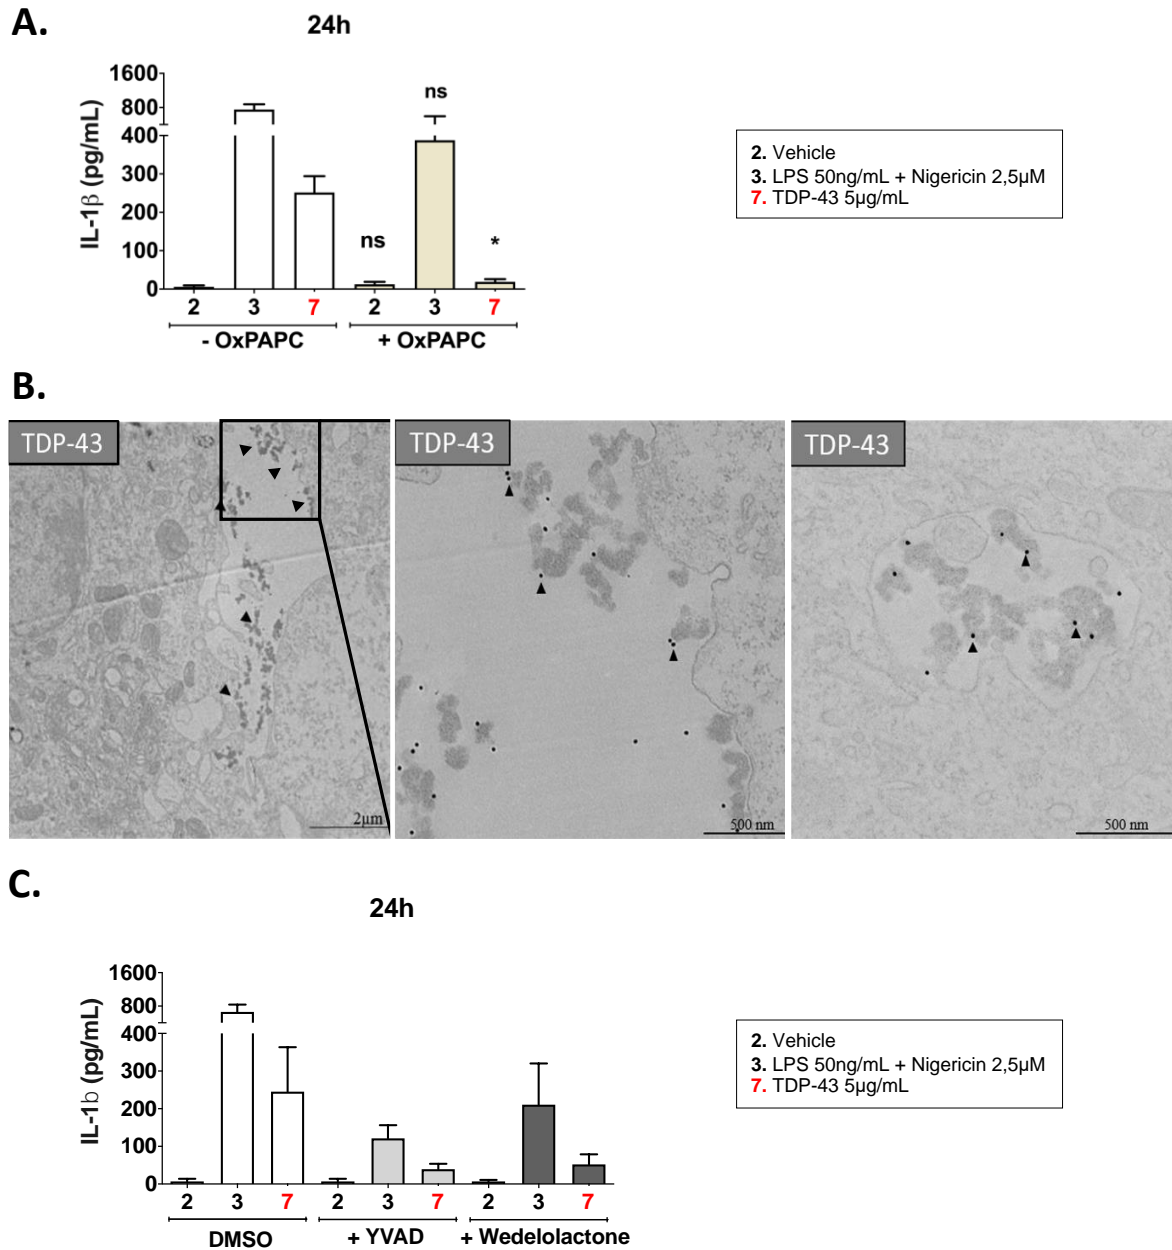 A.
24h
IL-1β (pg/mL)
1600
800
400
300
200
100
0
ns
ns
*
2 3 7 2 3 7
- OxPAPC + OxPAPC
2. Vehicle
3. LPS 50ng/mL + Nigericin 2,5µM
7. TDP-43 5µg/mL
B.
TDP-43 TDP-43 TDP-43
2µm 500 nm 500 nm
C.
24h
IL-1b (pg/mL)
1600
800
400
300
200
100
0
2 3 7 2 3 7 2 3 7
DMSO + YVAD + Wedelolactone
2. Vehicle
3. LPS 50ng/mL + Nigericin 2,5µM
7. TDP-43 5µg/mL